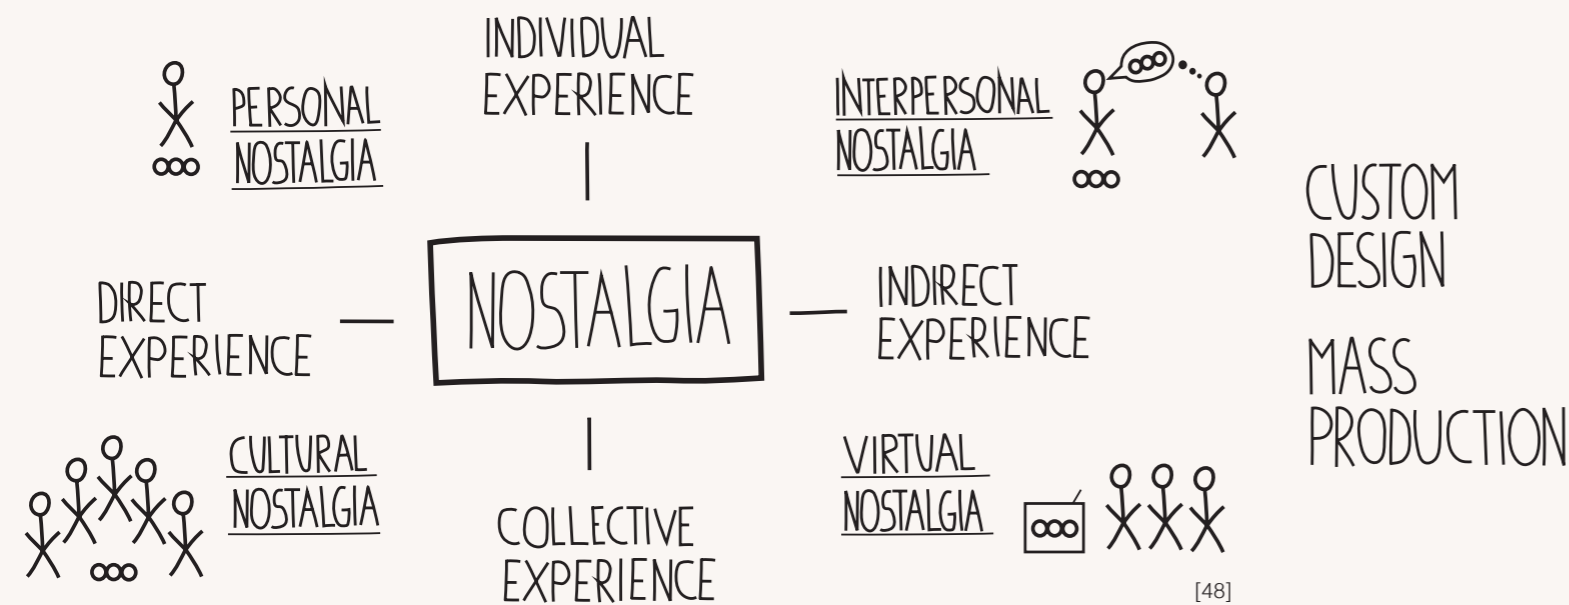 INDIVIDUAL
EXPERIENCE
PERSONAL
NOSTALGIA
INTERPERSONAL
NOSTALGIA
CUSTOM
DESIGN
DIRECT
EXPERIENCE
NOSTALGIA
INDIRECT
EXPERIENCE
MASS
PRODUCTION
CULTURAL
NOSTALGIA
VIRTUAL
NOSTALGIA
COLLECTIVE
EXPERIENCE
[48]